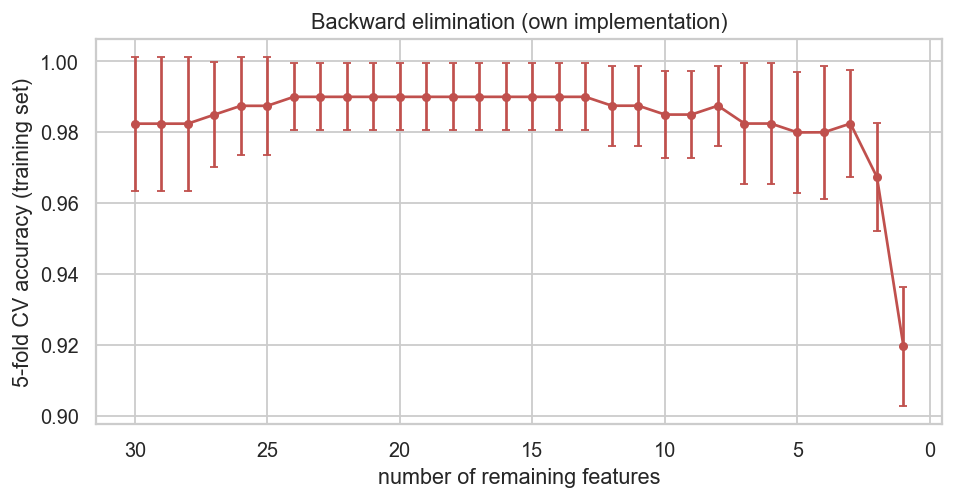 Backward elimination (own implementation)
5-fold CV accuracy (training set)
1.00
0.98
0.96
0.94
0.92
0.90
30 25 20 15 10 5 0
number of remaining features